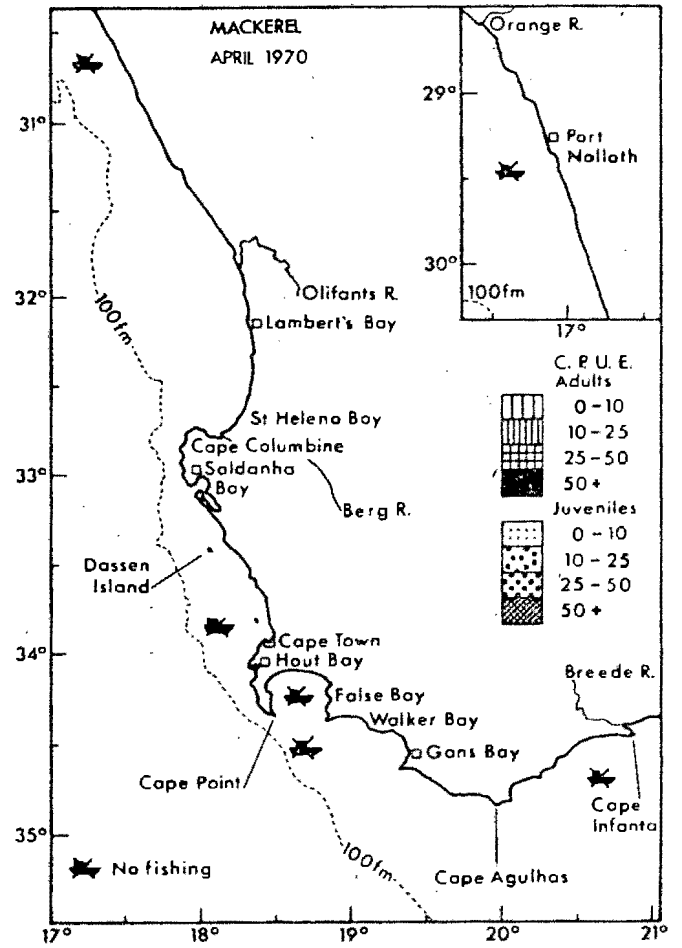 MACKEREL
APRIL 1970
Orange R.
29°
Port
Nolloth
30°
100fm
17°
31°
32°
33°
34°
35°
100fm
Olifants R.
Lambert's Bay
St Helena Bay
Cape Columbine
Saldanha
Bay
Berg R.
Dassen
Island
Cape Town
Hout Bay
False Bay
Walker Bay
Gans Bay
Breede R.
Cape Point
Cape
Infanta
Cape Agulhas
100fm
C. P. U. E.
Adults
0-10
10-25
25-50
50+
Juveniles
0-10
10-25
25-50
50+
No fishing
17°
18°
19°
20°
21°